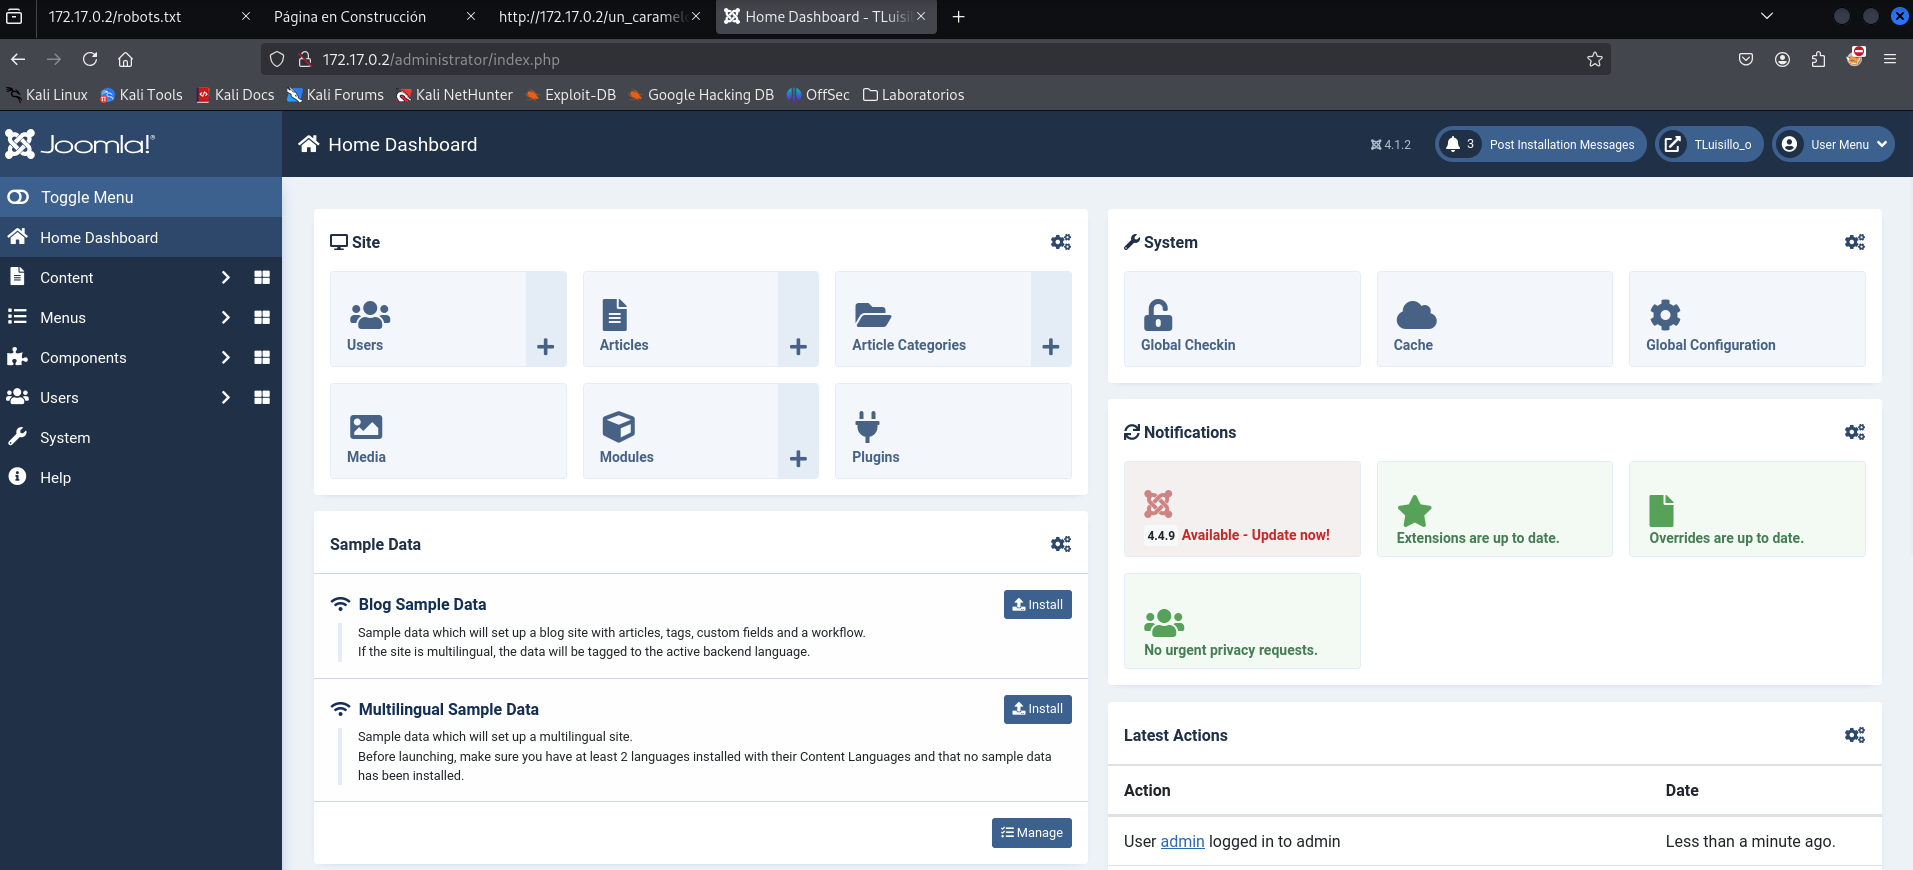 172.17.0.2/robots.txt
Página en Construcción
http://172.17.0.2/un_caramel
Home Dashboard - TLuisil
172.17.0.2/administrator/index.php
Kali Linux
Kali Tools
Kali Docs
Kali Forums
Kali NetHunter
Exploit-DB
Google Hacking DB
OffSec
Laboratorios
Joomla!®
Home Dashboard
4.1.2
3 Post Installation Messages
TLuisillo_o
User Menu
Toggle Menu
Home Dashboard
Content
Menus
Components
Users
System
Help
Site
Users
Articles
Article Categories
Media
Modules
Plugins
Sample Data
Blog Sample Data
Install
Sample data which will set up a blog site with articles, tags, custom fields and a workflow.
If the site is multilingual, the data will be tagged to the active backend language.
Multilingual Sample Data
Install
Sample data which will set up a multilingual site.
Before launching, make sure you have at least 2 languages installed with their Content Languages and that no sample data
has been installed.
Manage
System
Global Checkin
Cache
Global Configuration
Notifications
4.4.9 Available - Update now!
Extensions are up to date.
Overrides are up to date.
No urgent privacy requests.
Latest Actions
Action
Date
User admin logged in to admin
Less than a minute ago.